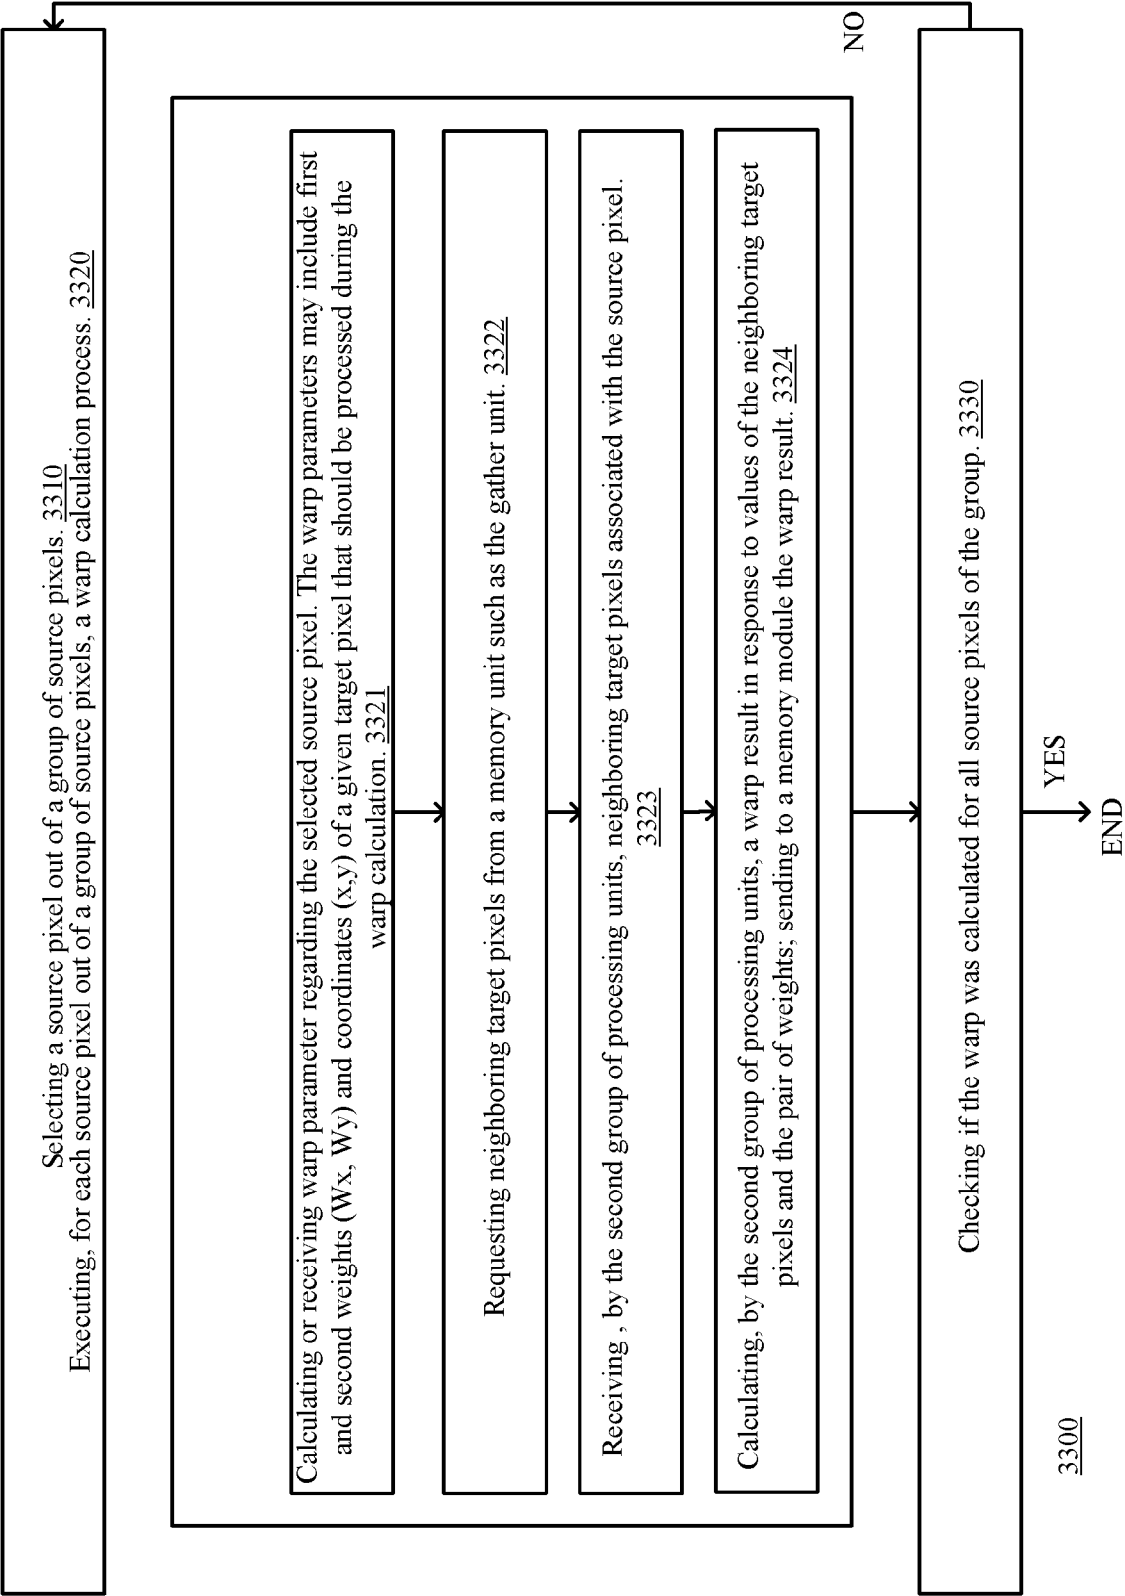 Selecting a source pixel out of a group of source pixels. 3310
Executing, for each source pixel out of a group of source pixels, a warp calculation process. 3320
Calculating or receiving warp parameter regarding the selected source pixel. The warp parameters may include first
and second weights (Wx, Wy) and coordinates (x,y) of a given target pixel that should be processed during the
warp calculation. 3321
Requesting neighboring target pixels from a memory unit such as the gather unit. 3322
Receiving , by the second group of processing units, neighboring target pixels associated with the source pixel.
3323
Calculating, by the second group of processing units, a warp result in response to values of the neighboring target
pixels and the pair of weights; sending to a memory module the warp result. 3324
NO
Checking if the warp was calculated for all source pixels of the group. 3330
YES
END
3300